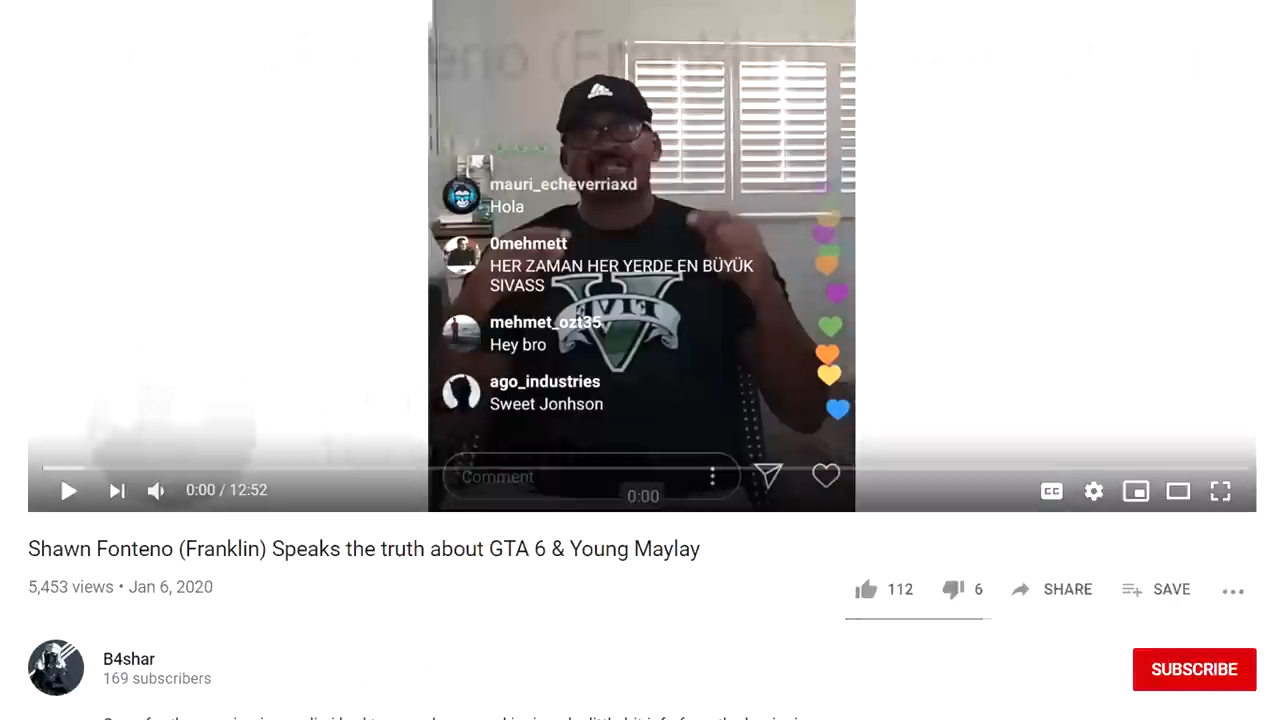 mauri_echeverriaxd
Hola
0mehmett
HER ZAMAN HER YERDE EN BÜYÜK
SIVASS
mehmet_ozt35
Hey bro
FIVE
ago_industries
Sweet Jonhson
Comment
0:00
0:00 / 12:52
CC
Shawn Fonteno (Franklin) Speaks the truth about GTA 6 & Young Maylay
5,453 views • Jan 6, 2020
112 6 SHARE SAVE
B4shar
169 subscribers
SUBSCRIBE